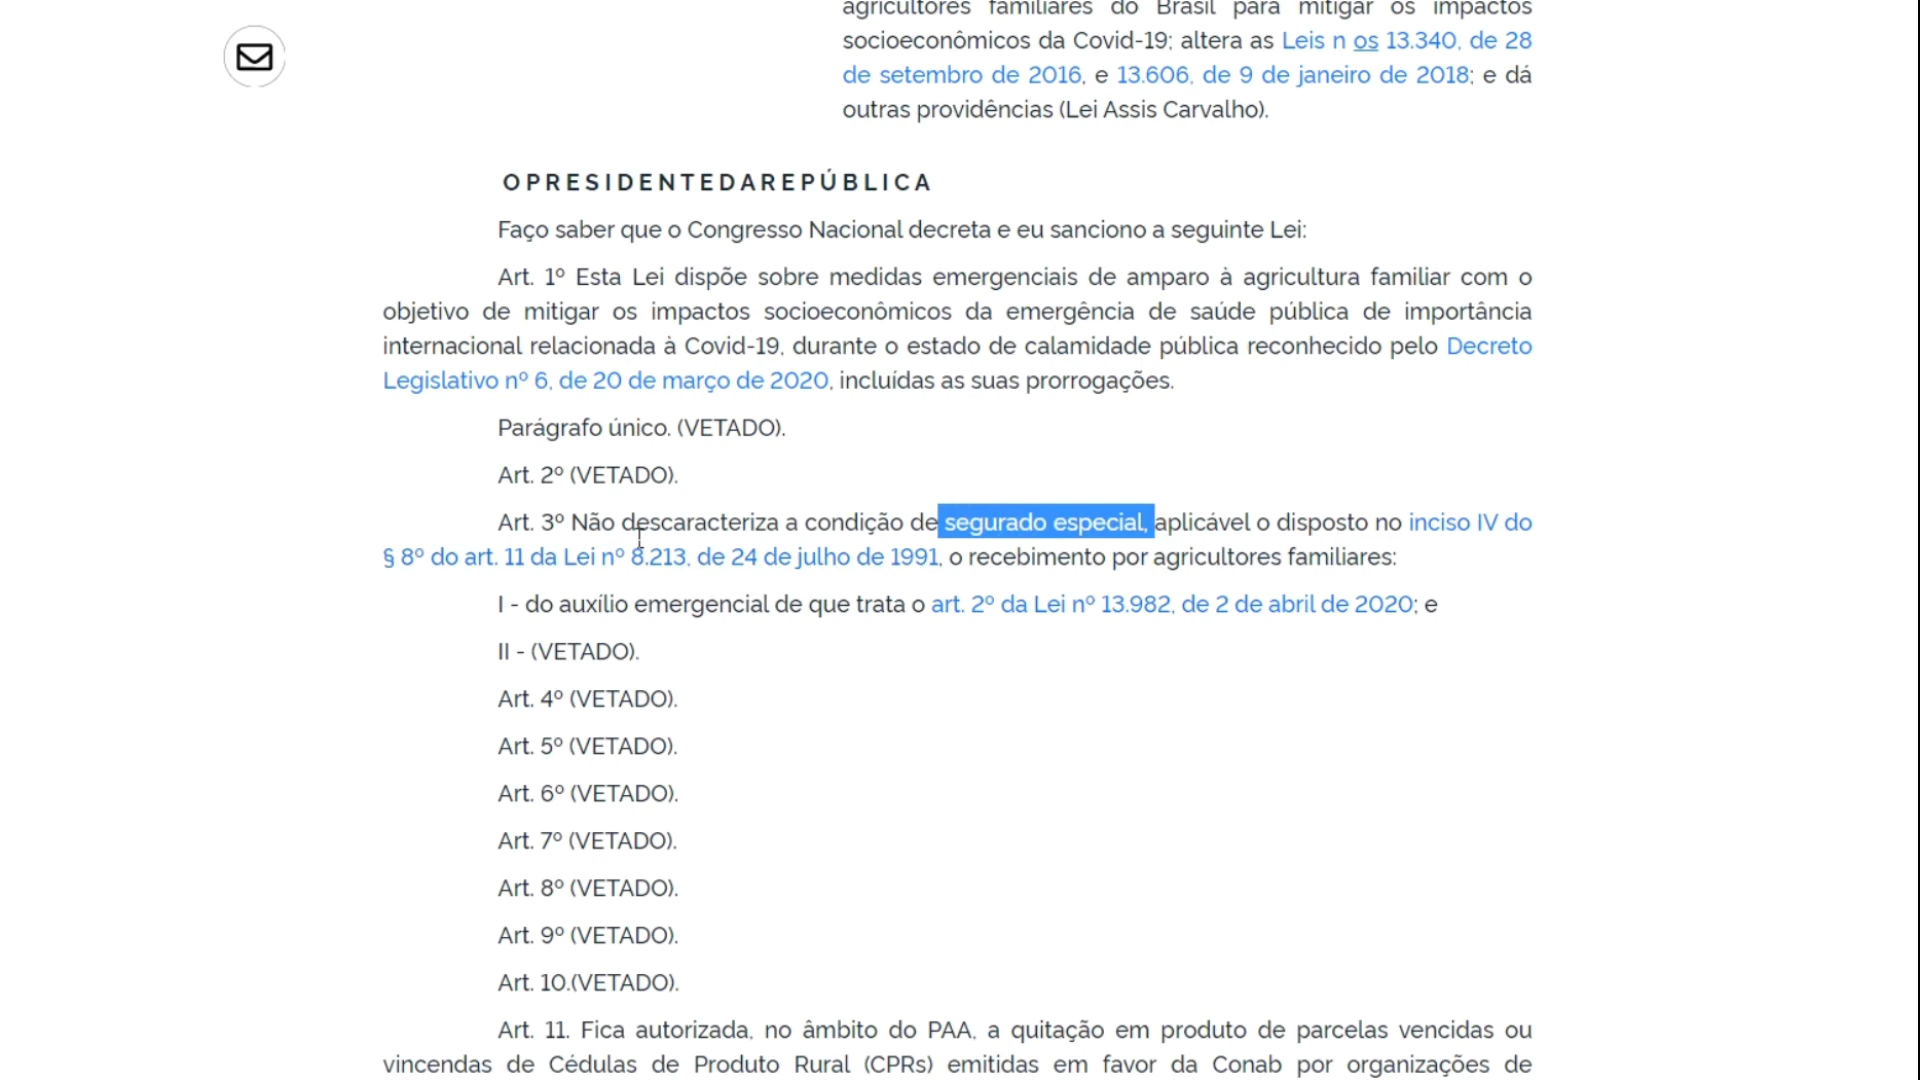 agricultores familiares do Brasil para mitigar os impactos
socioeconômicos da Covid-19; altera as Leis n os 13.340, de 28
de setembro de 2016, e 13.606, de 9 de janeiro de 2018; e dá
outras providências (Lei Assis Carvalho).
O P R E S I D E N T E D A R E P Ú B L I C A
Faço saber que o Congresso Nacional decreta e eu sanciono a seguinte Lei:
Art. 1º Esta Lei dispõe sobre medidas emergenciais de amparo à agricultura familiar com o
objetivo de mitigar os impactos socioeconômicos da emergência de saúde pública de importância
internacional relacionada à Covid-19, durante o estado de calamidade pública reconhecido pelo Decreto
Legislativo nº 6, de 20 de março de 2020, incluídas as suas prorrogações.
Parágrafo único. (VETADO).
Art. 2º (VETADO).
Art. 3º Não descaracteriza a condição de segurado especial, aplicável o disposto no inciso IV do
§ 8º do art. 11 da Lei nº 8.213, de 24 de julho de 1991, o recebimento por agricultores familiares:
I - do auxílio emergencial de que trata o art. 2º da Lei nº 13.982, de 2 de abril de 2020; e
II - (VETADO).
Art. 4º (VETADO).
Art. 5º (VETADO).
Art. 6º (VETADO).
Art. 7º (VETADO).
Art. 8º (VETADO).
Art. 9º (VETADO).
Art. 10.(VETADO).
Art. 11. Fica autorizada, no âmbito do PAA, a quitação em produto de parcelas vencidas ou
vincendas de Cédulas de Produto Rural (CPRs) emitidas em favor da Conab por organizações de